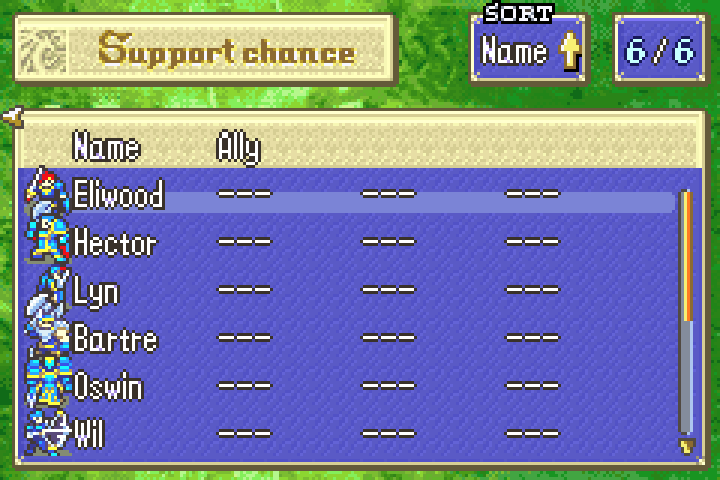 SORT
Support chance
Name
6/6
Name Ally
Eliwood --- --- ---
Hector --- --- ---
Lyn --- --- ---
Bartre --- --- ---
Oswin --- --- ---
Wil --- --- ---